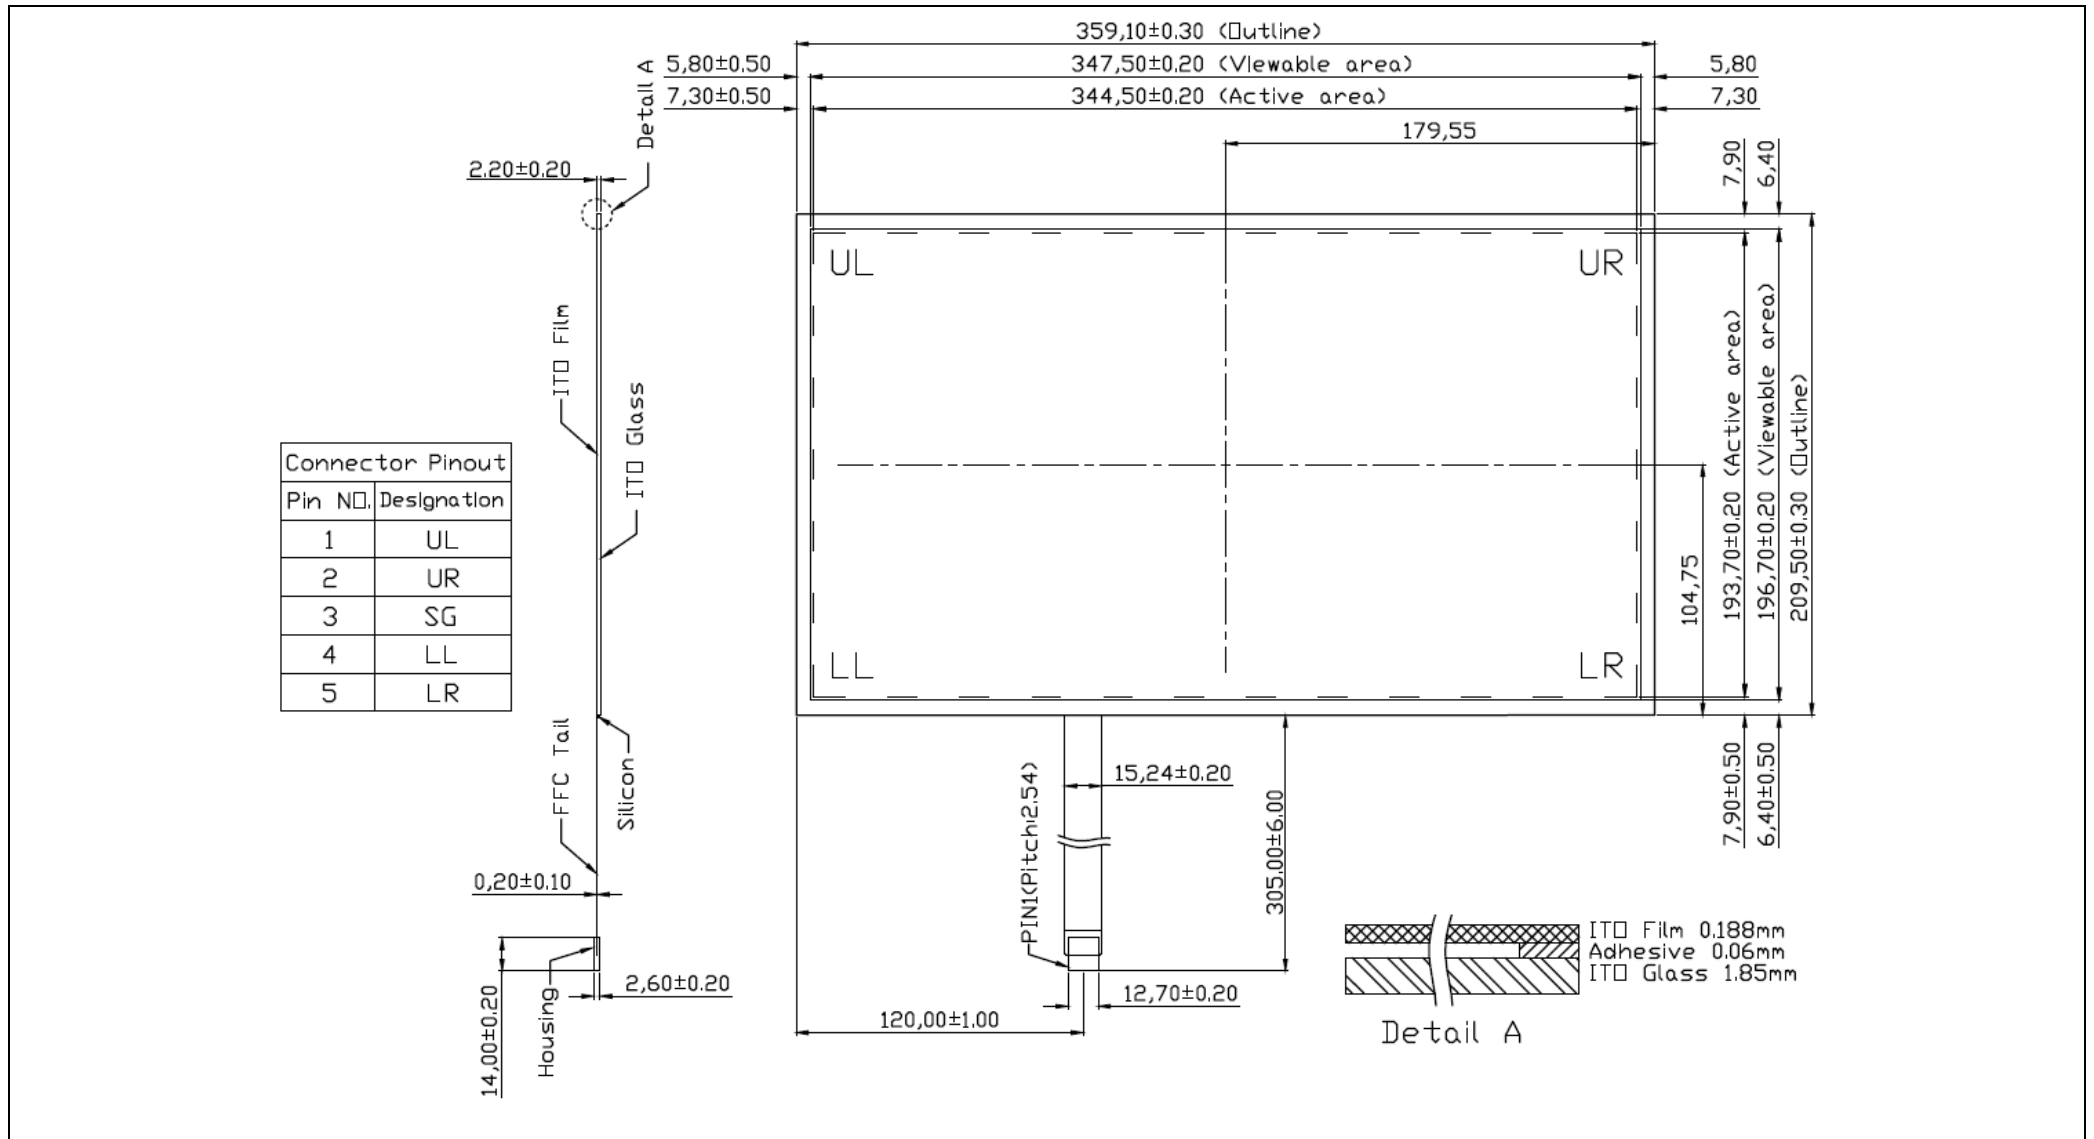 359,10±0.30 (Outline)
5,80±0.50
347,50±0.20 (Viewable area)
5,80
7,30±0.50
344,50±0.20 (Active area)
7,30
179,55
Detail A
2.20±0.20
7,90
6,40
UL
UR
ITO Film
ITO Glass
193,70±0.20 (Active area)
196,70±0.20 (Viewable area)
209,50±0.30 (Outline)
104,75
Connector Pinout
Pin NO. Designation
1 UL
2 UR
3 SG
4 LL
5 LR
LL
LR
FFC Tail
Silicon
PIN1(Pitch:2.54)
15,24±0.20
305.00±6.00
7,90±0.50
6,40±0.50
0,20±0.10
14,00±0.20
Housing
2,60±0.20
12,70±0.20
120,00±1.00
ITO Film 0.188mm
Adhesive 0.06mm
ITO Glass 1.85mm
Detail A